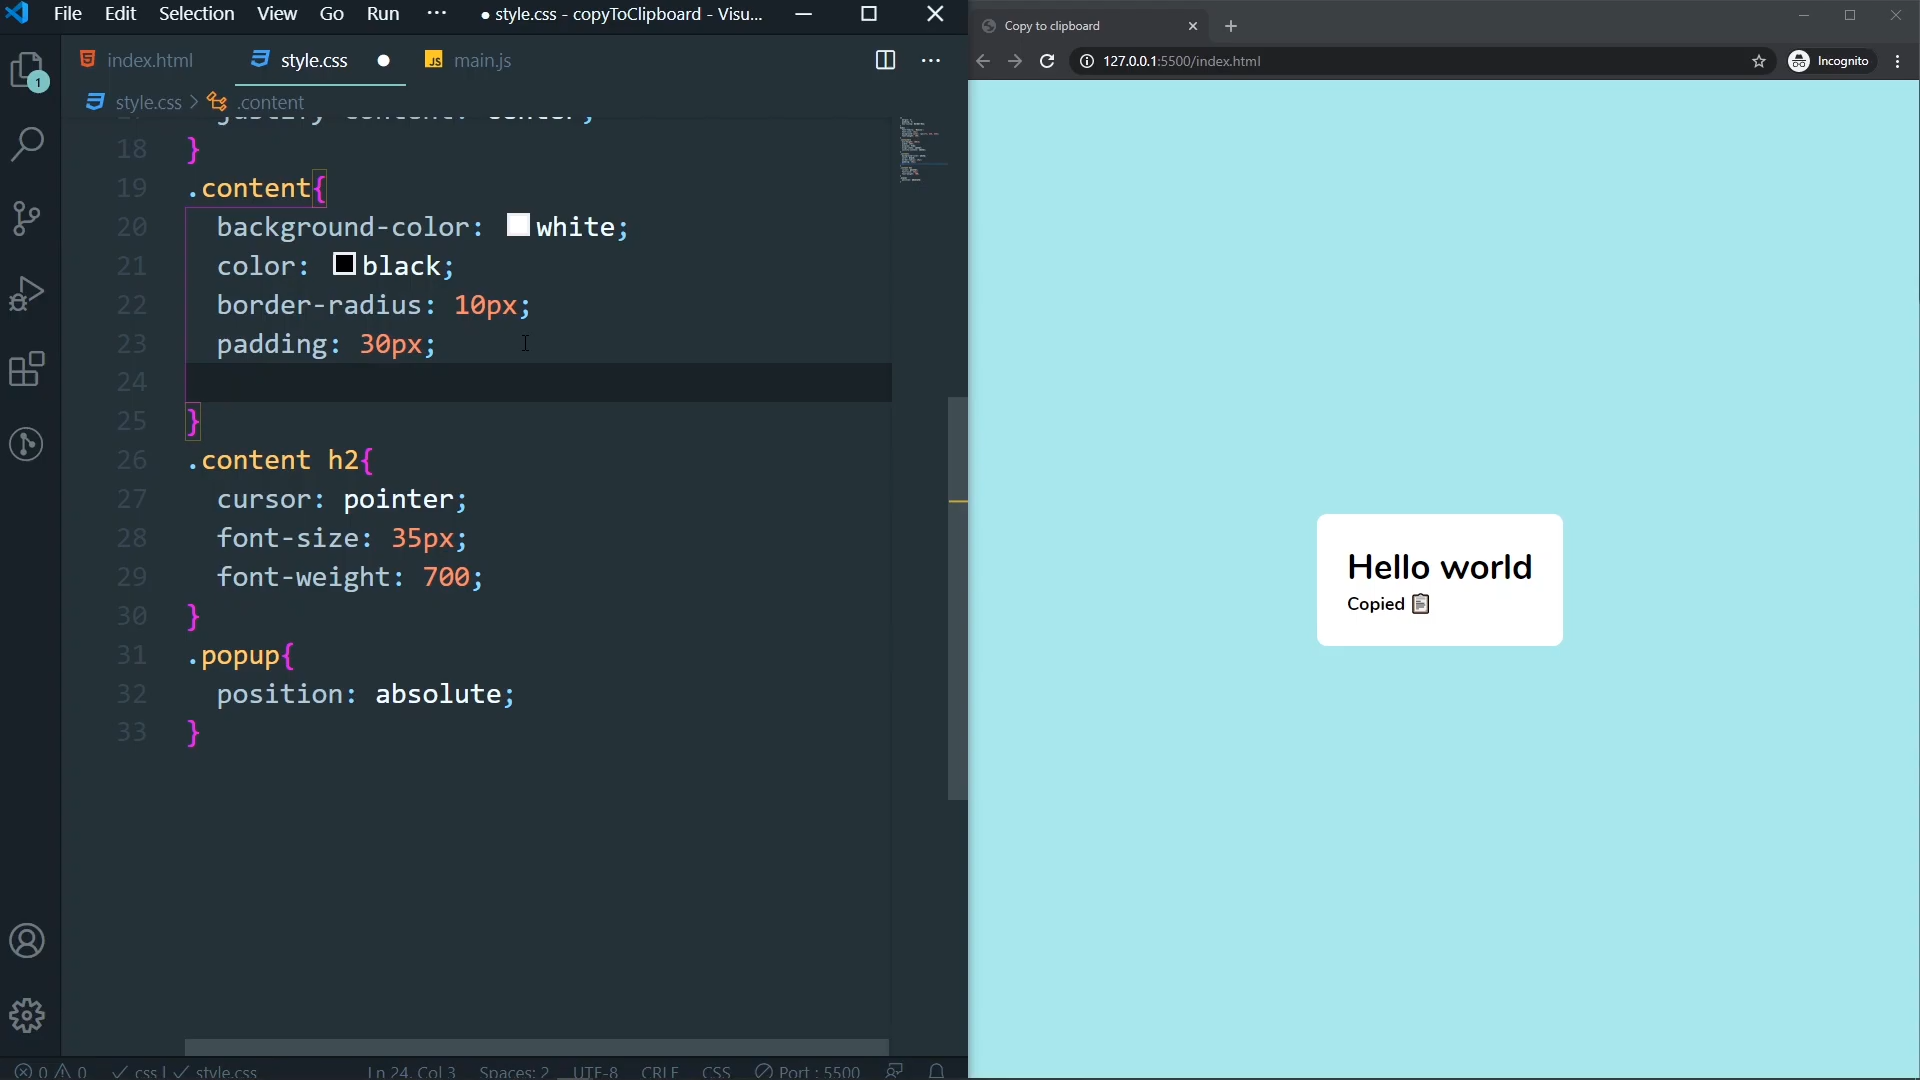 File Edit Selection View Go Run ··· ● style.css - copyToClipboard - Visu...
index.html style.css ● main.js
style.css > .content
justify-content: center;
18 }
19 .content{
20 background-color: white;
21 color: black;
22 border-radius: 10px;
23 padding: 30px;
24
25 }
26 .content h2{
27 cursor: pointer;
28 font-size: 35px;
29 font-weight: 700;
30 }
31 .popup{
32 position: absolute;
33 }
1
0 0 css | style.css Ln 24, Col 3 Spaces: 2 UTF-8 CRLF CSS Port : 5500
Copy to clipboard
127.0.0.1:5500/index.html Incognito
Hello world
Copied 📋